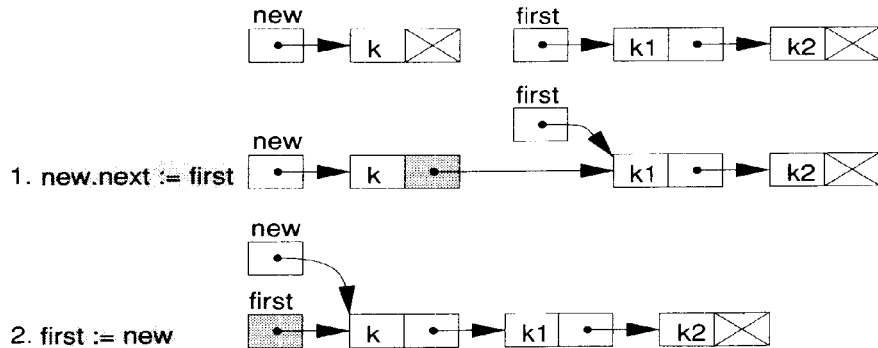 new first
k k1 k2
first
new
1. new.next := first k k1 k2
new
first
2. first := new k k1 k2